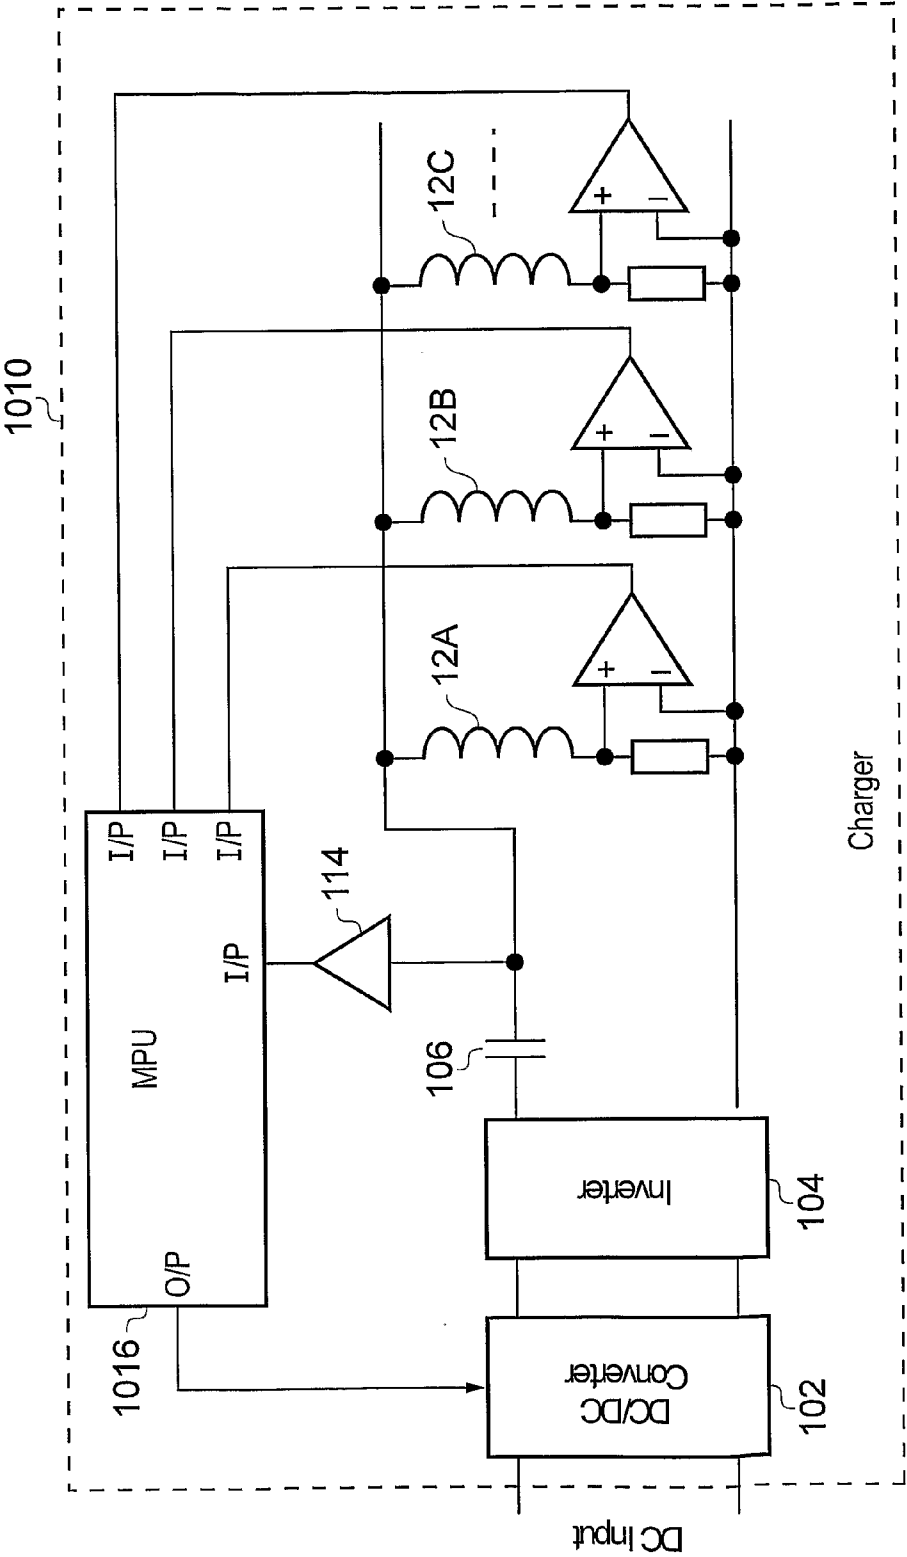 1010
MPU
O/P
I/P
I/P
I/P
I/P
1016
114
106
12A
12B
12C
+
−
+
−
+
−
DC Input
DC/DC
Converter
102
Inverter
104
Charger